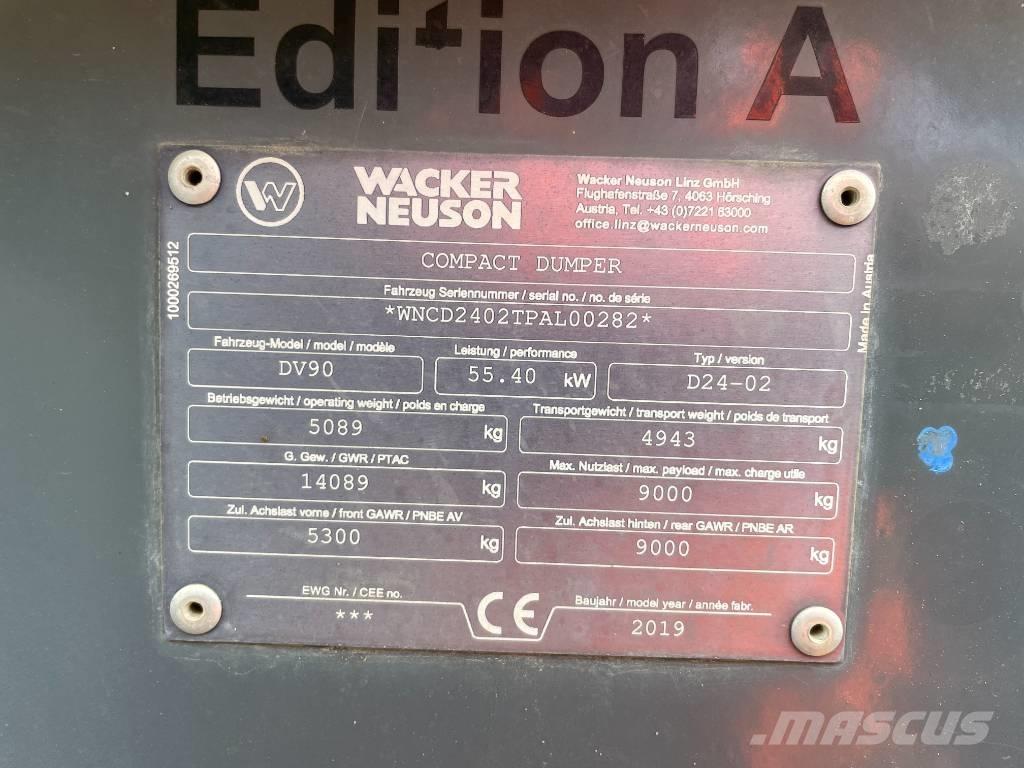 Edition A
WACKER
NEUSON
Wacker Neuson Linz GmbH
Flughafenstraße 7, 4063 Hörsching
Austria, Tel. +43 (0)7221 63000
office.linz@wackerneuson.com
COMPACT DUMPER
Fahrzeug Seriennummer / serial no. / no. de série
*WNCD2402TPAL00282*
Fahrzeug-Model / model / modèle
Leistung / performance
Typ / version
DV90
55.40 kW
D24-02
Betriebsgewicht / operating weight / poids en charge
Transportgewicht / transport weight / poids de transport
5089 kg
4943 kg
G. Gew. / GWR / PTAC
Max. Nutzlast / max. payload / max. charge utile
14089 kg
9000 kg
Zul. Achslast vorne / front GAWR / PNBE AV
Zul. Achslast hinten / rear GAWR / PNBE AR
5300 kg
9000 kg
EWG Nr. / CEE no.
***
CE
Baujahr / model year / année fabr.
2019
1000269512
Made in Austria
MASCUS